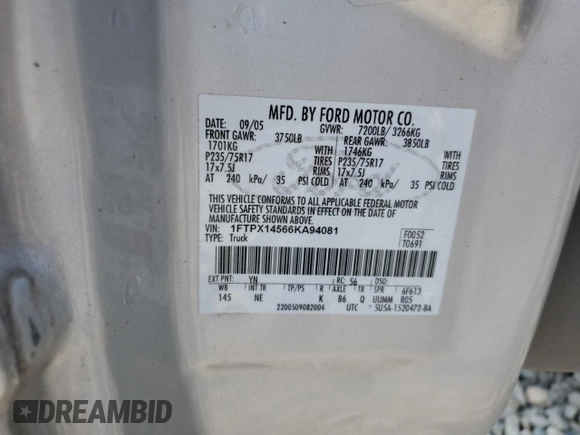 MFD. BY FORD MOTOR CO.
DATE: 09/05 GVWR: 7200LB/ 3266KG
FRONT GAWR: 3750LB REAR GAWR: 3850LB
1701KG WITH 1746KG WITH
P235/75R17 TIRES P235/75R17 TIRES
17x7.5J RIMS 17x7.5J RIMS
AT 240 kPa/ 35 PSI COLD AT 240 kPa/ 35 PSI COLD
THIS VEHICLE CONFORMS TO ALL APPLICABLE FEDERAL MOTOR
VEHICLE SAFETY STANDARDS IN EFFECT ON THE DATE OF
MANUFACTURE SHOWN ABOVE.
VIN: 1FTPX14566KA94081 F0052
TYPE: Truck T0691
EXT PNT: YN RC: 56 DSO:
WB INT TR TP/PS R AXLE TR SPR 6F613
145 NE K B6 Q UUMM R05
2200509082004 UTC 5U5A-1520472-BA
DREAMBID